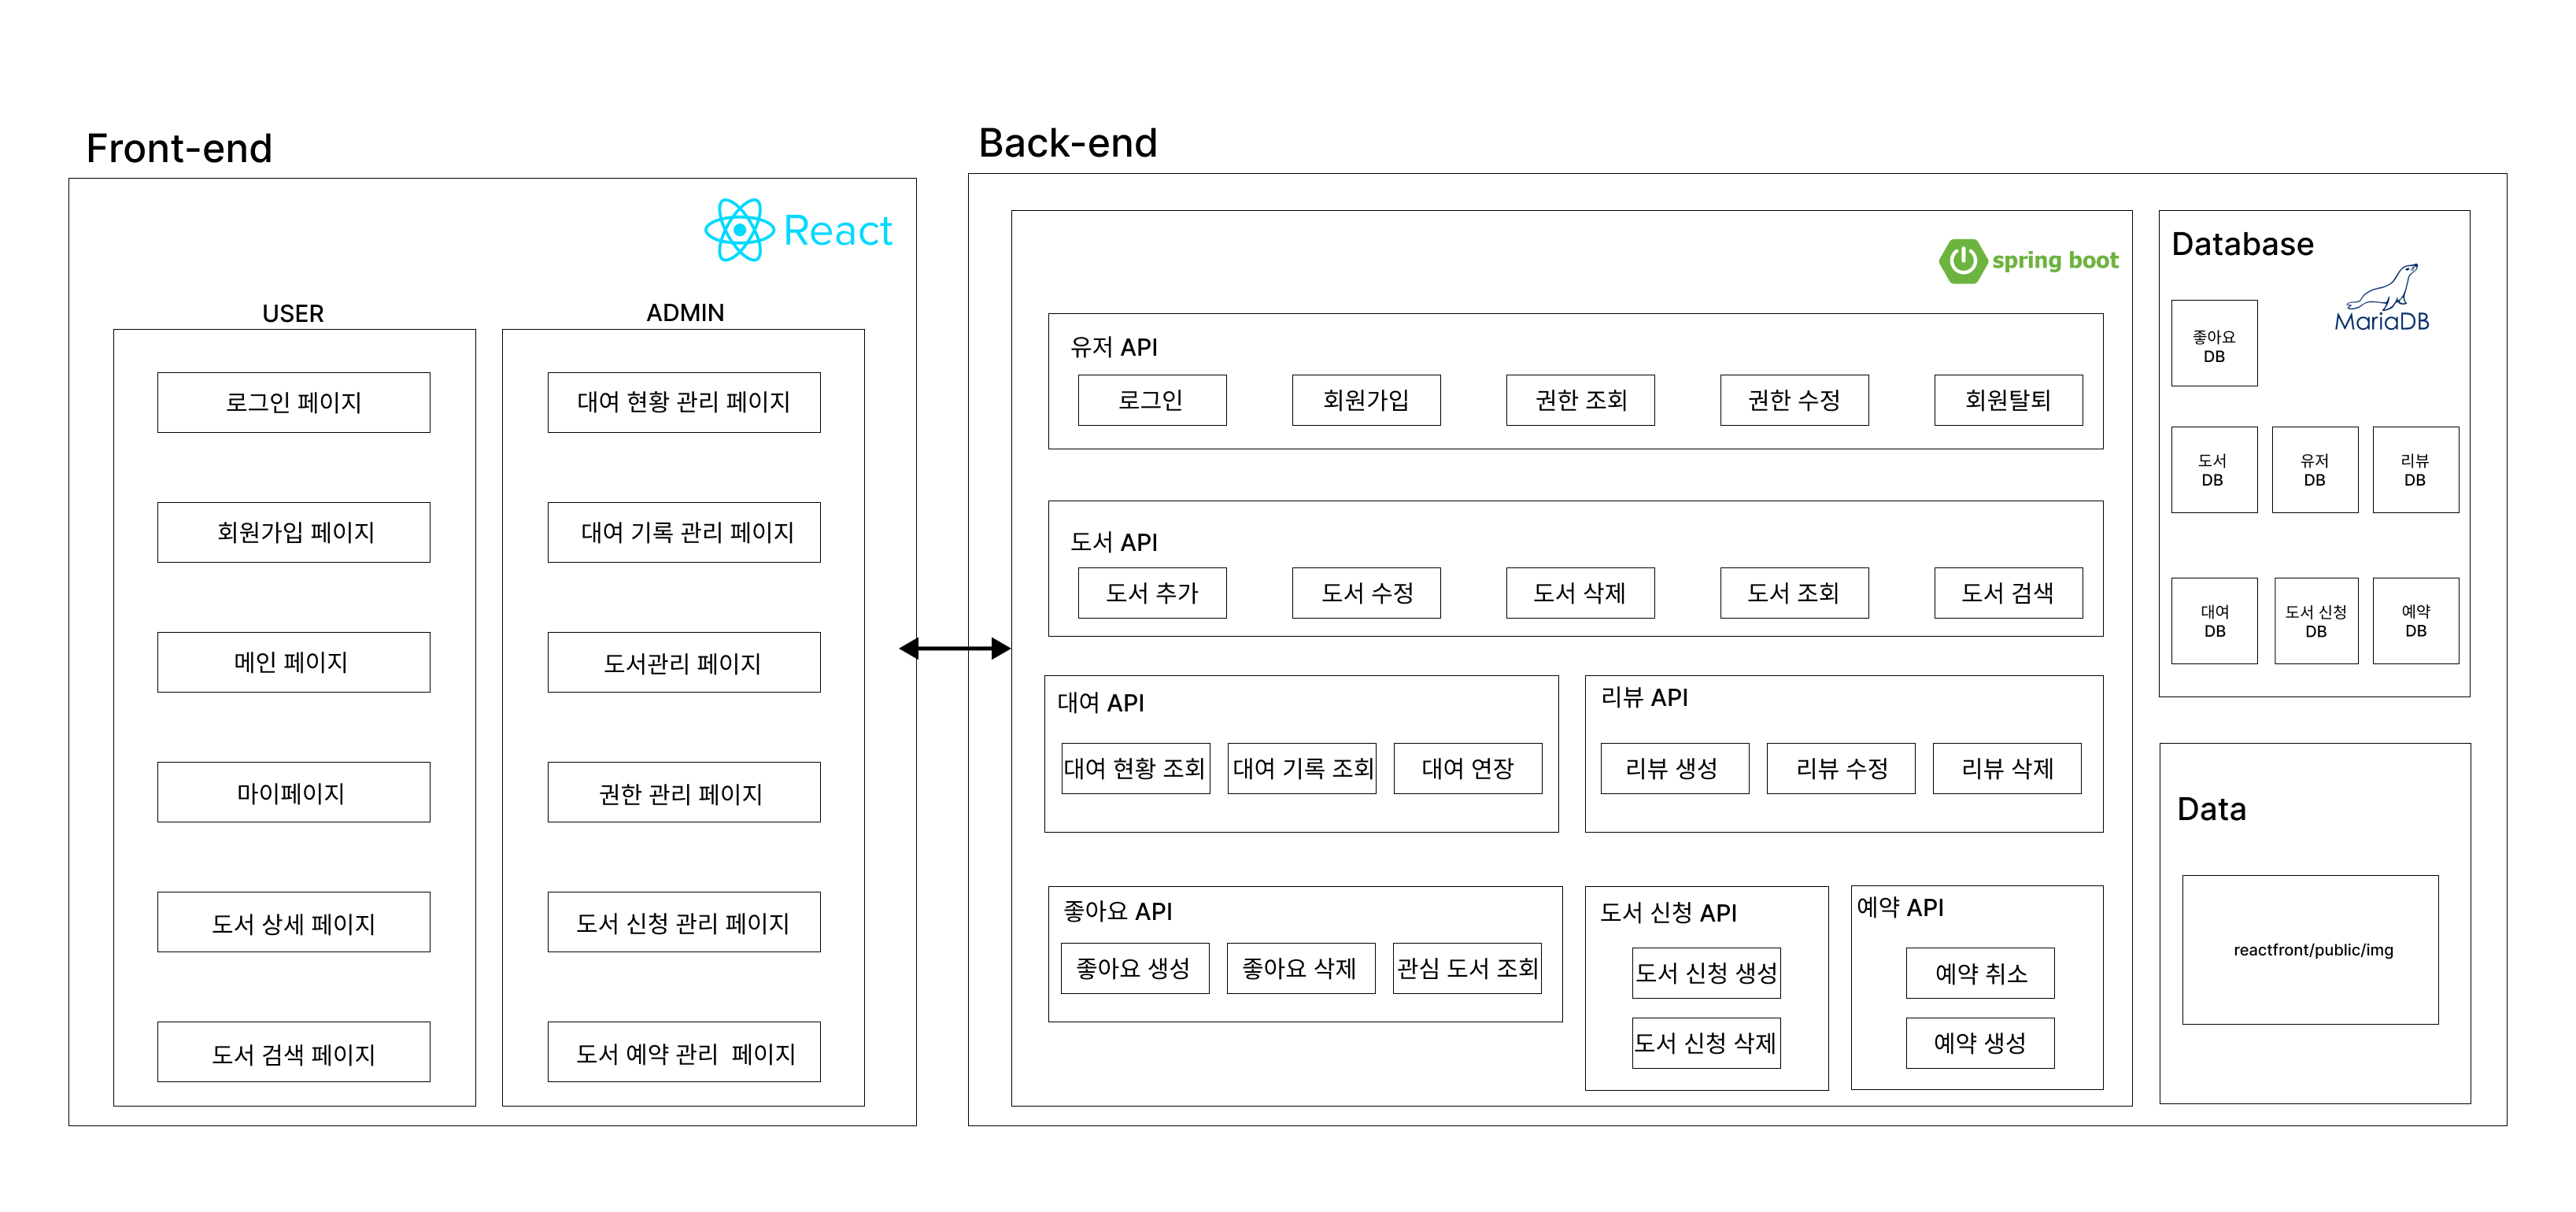 Front-end
React
USER
로그인 페이지
회원가입 페이지
메인 페이지
마이페이지
도서 상세 페이지
도서 검색 페이지
ADMIN
대여 현황 관리 페이지
대여 기록 관리 페이지
도서관리 페이지
권한 관리 페이지
도서 신청 관리 페이지
도서 예약 관리 페이지
Back-end
spring boot
유저 API
로그인
회원가입
권한 조회
권한 수정
회원탈퇴
도서 API
도서 추가
도서 수정
도서 삭제
도서 조회
도서 검색
대여 API
대여 현황 조회
대여 기록 조회
대여 연장
리뷰 API
리뷰 생성
리뷰 수정
리뷰 삭제
좋아요 API
좋아요 생성
좋아요 삭제
관심 도서 조회
도서 신청 API
도서 신청 생성
도서 신청 삭제
예약 API
예약 취소
예약 생성
Database
MariaDB
좋아요
DB
도서
DB
유저
DB
리뷰
DB
대여
DB
도서 신청
DB
예약
DB
Data
reactfront/public/img